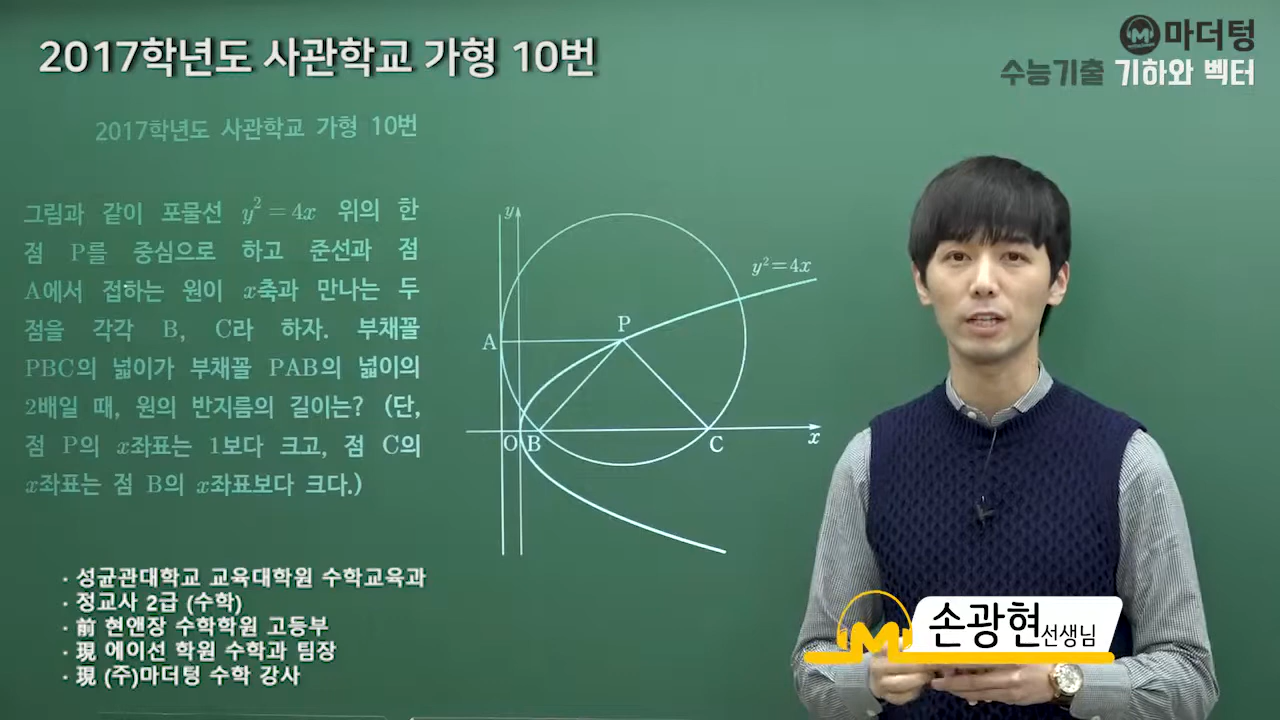 2017학년도 사관학교 가형 10번
마더텅
수능기출 기하와 벡터
2017학년도 사관학교 가형 10번
그림과 같이 포물선 y² = 4x 위의 한
점 P를 중심으로 하고 준선과 점
A에서 접하는 원이 x축과 만나는 두
점을 각각 B, C라 하자. 부채꼴
PBC의 넓이가 부채꼴 PAB의 넓이의
2배일 때, 원의 반지름의 길이는? (단,
점 P의 x좌표는 1보다 크고, 점 C의
x좌표는 점 B의 x좌표보다 크다.)
y
y²=4x
P
A
O
B
C
x
· 성균관대학교 교육대학원 수학교육과
· 정교사 2급 (수학)
· 前 현앤장 수학학원 고등부
· 現 에이선 학원 수학과 팀장
· 現 (주)마더텅 수학 강사
손광현선생님